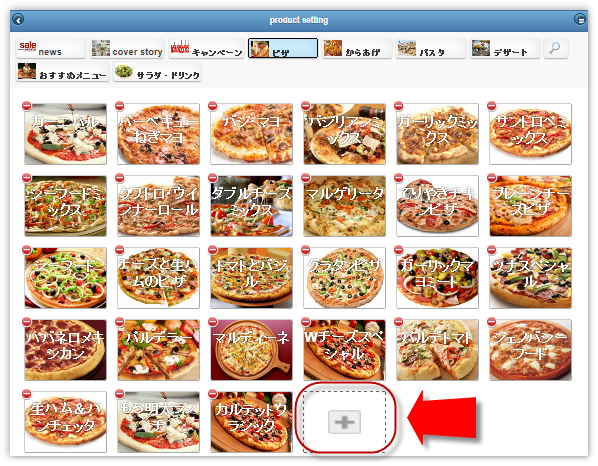 product setting
sale
news
cover story
キャンペーン
ピザ
からあげ
パスタ
デザート
おすすめメニュー
サラダ・ドリンク
カーニバル
バーベキュー
ねぎマヨ
バジ・マヨ
バブリアンミ
ックス
ガーリックミッ
クス
サントロペミ
ックス
シーフードミ
ックス
クワトロ・ウイ
ンナーロール
ダブルチーズ
ミックス
マルゲリータ
てりやきチキ
ンピザ
プレーンチー
ズピザ
シーフード
チーズと生ハ
ムのピザ
トマトとバジ
ル
グラタンピザ
ガーリックマ
ヨミート
ツナスペシャ
ル
ハバネロメキ
シカン
バルデラー
マルディーネ
Wチーズスペ
シャル
バルデトマト
ジェノバシー
フード
生ハム&パ
ンチェッタ
もち明太ラン
チ
カルテットク
ラシック